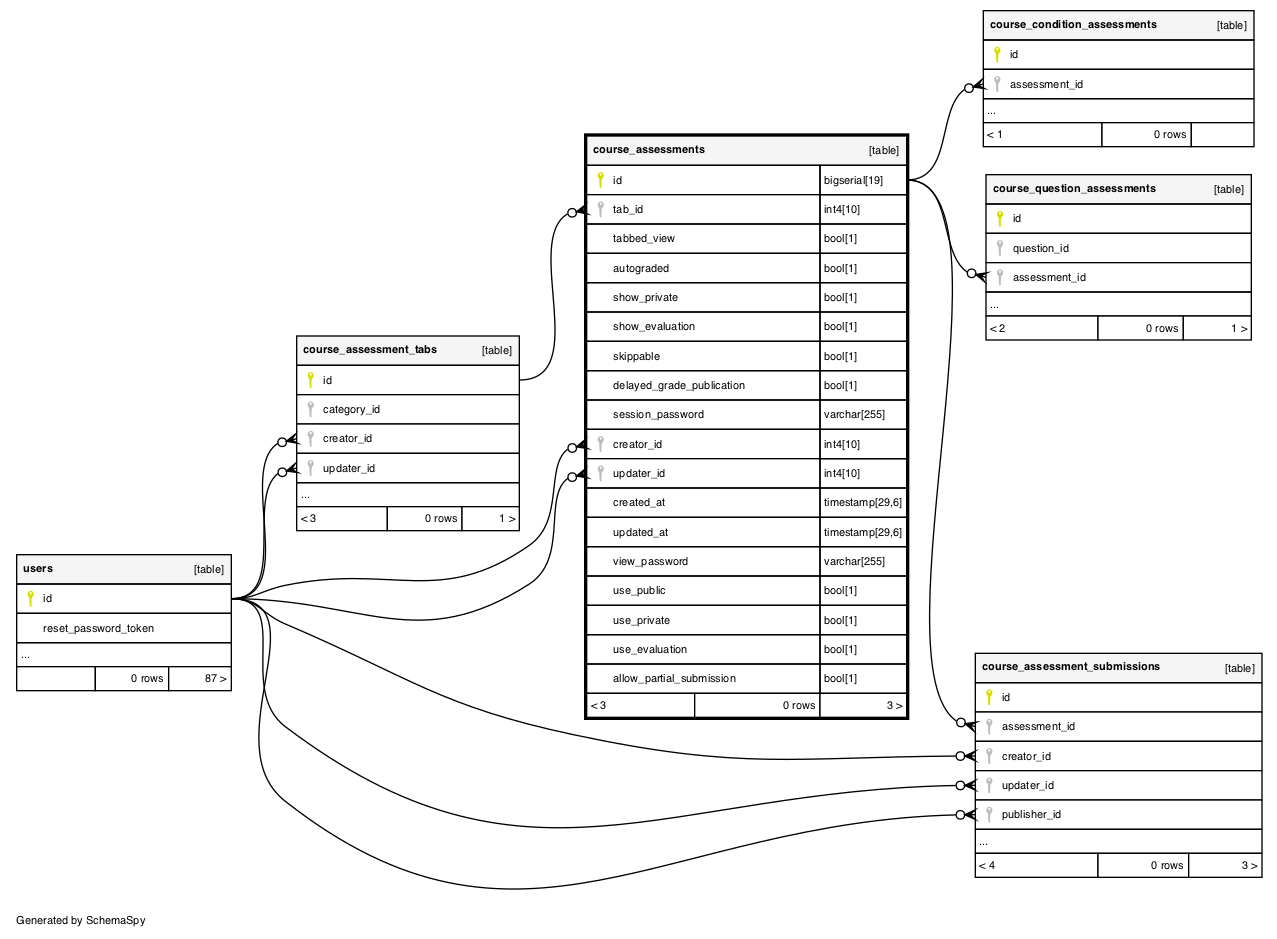 course_condition_assessments [table]
id
assessment_id
...
< 1 0 rows
course_assessments [table]
id bigserial[19]
tab_id int4[10]
tabbed_view bool[1]
autograded bool[1]
show_private bool[1]
show_evaluation bool[1]
skippable bool[1]
delayed_grade_publication bool[1]
session_password varchar[255]
creator_id int4[10]
updater_id int4[10]
created_at timestamp[29,6]
updated_at timestamp[29,6]
view_password varchar[255]
use_public bool[1]
use_private bool[1]
use_evaluation bool[1]
allow_partial_submission bool[1]
< 3 0 rows 3 >
course_question_assessments [table]
id
question_id
assessment_id
...
< 2 0 rows 1 >
course_assessment_tabs [table]
id
category_id
creator_id
updater_id
...
< 3 0 rows 1 >
users [table]
id
reset_password_token
...
0 rows 87 >
course_assessment_submissions [table]
id
assessment_id
creator_id
updater_id
publisher_id
...
< 4 0 rows 3 >
Generated by SchemaSpy